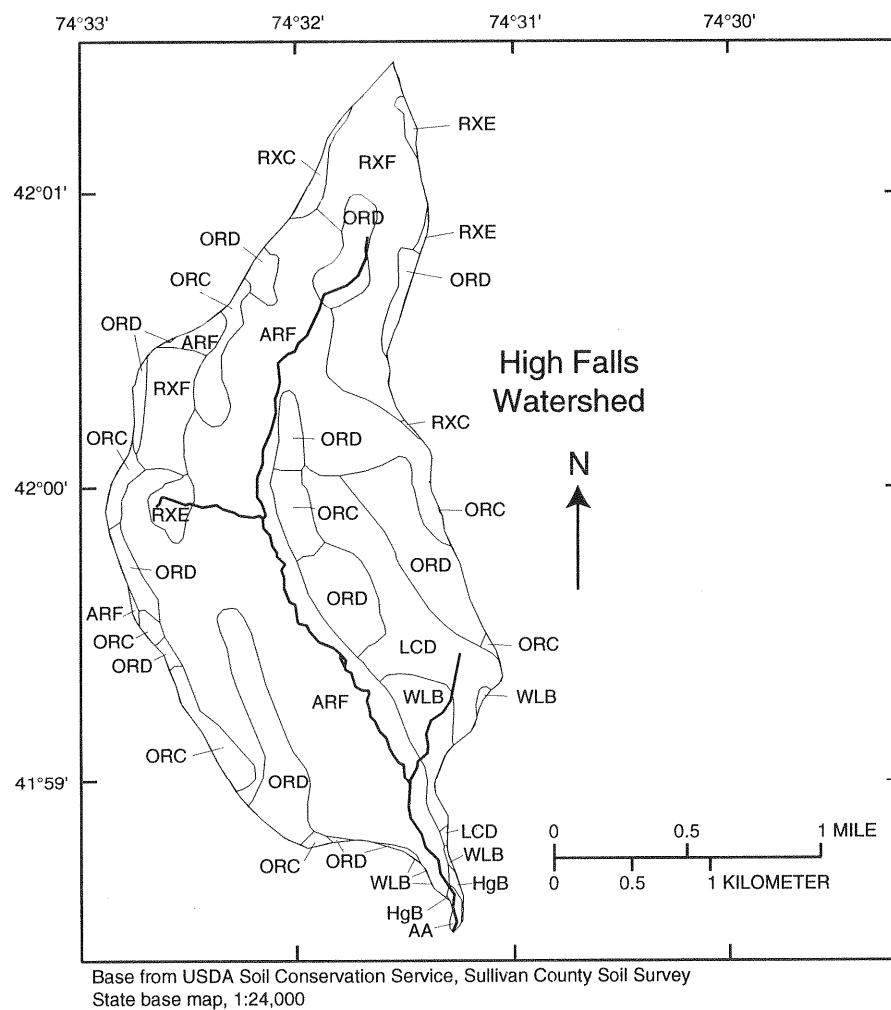 74°33' 74°32' 74°31' 74°30'
RXE
RXC
RXF
42°01'
ORD
ORD
RXE
ORC
ORD
ORD
ARF
ARF
High Falls
Watershed
RXF
RXC
N
ORC
ORD
42°00'
RXE
ORC
ORC
ORD
ORD
ORD
ARF
ORC
ORD
LCD
ORC
ARF
WLB
WLB
ORC
41°59'
ORD
LCD
0 0.5 1 MILE
ORC
ORD
WLB
WLB
HgB
0 0.5 1 KILOMETER
HgB
AA
Base from USDA Soil Conservation Service, Sullivan County Soil Survey
State base map, 1:24,000